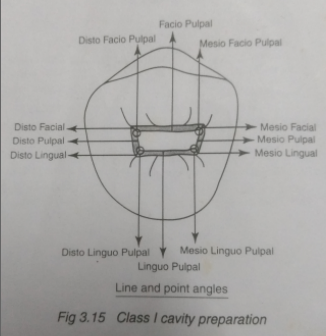 Facio Pulpal
Disto Facio Pulpal
Mesio Facio Pulpal
Disto Facial
Mesio Facial
Disto Pulpal
Mesio Pulpal
Disto Lingual
Mesio Lingual
Disto Linguo Pulpal
Mesio Linguo Pulpal
Linguo Pulpal
Line and point angles
Fig 3.15 Class I cavity preparation